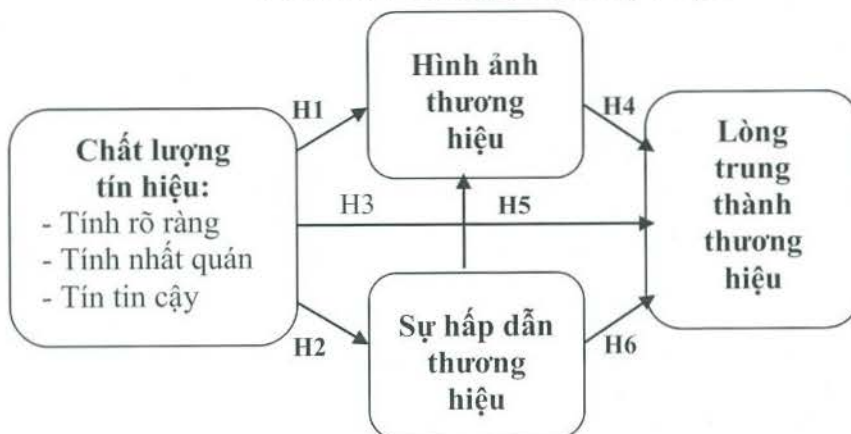 Hình ảnh
thương
hiệu
H1
H4
Chất lượng
tín hiệu:
- Tính rõ ràng
- Tính nhất quán
- Tín tin cậy
H3
H5
Lòng
trung
thành
thương
hiệu
H2
Sự hấp dẫn
thương
hiệu
H6